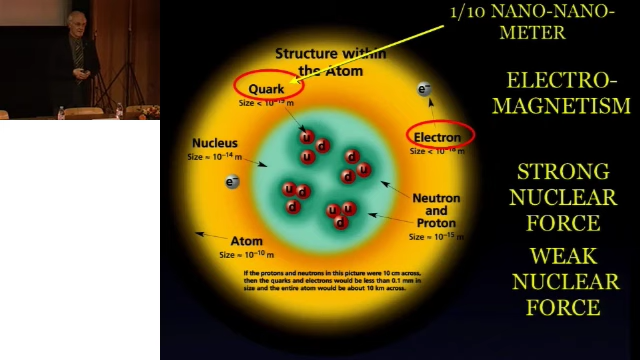 1/10 NANO-NANO-
METER
Structure within
the Atom
Quark
Size < 10⁻¹⁹ m
e⁻
ELECTRO-
MAGNETISM
Electron
Size < 10⁻¹⁸ m
Nucleus
Size ≈ 10⁻¹⁴ m
u
d
u
d
u
d
e⁻
u
d
d
u
u
d
STRONG
NUCLEAR
FORCE
Neutron
and
Proton
Size ≈ 10⁻¹⁵ m
Atom
Size ≈ 10⁻¹⁰ m
WEAK
NUCLEAR
FORCE
If the protons and neutrons in this picture were 10 cm across,
then the quarks and electrons would be less than 0.1 mm in
size and the entire atom would be about 10 km across.